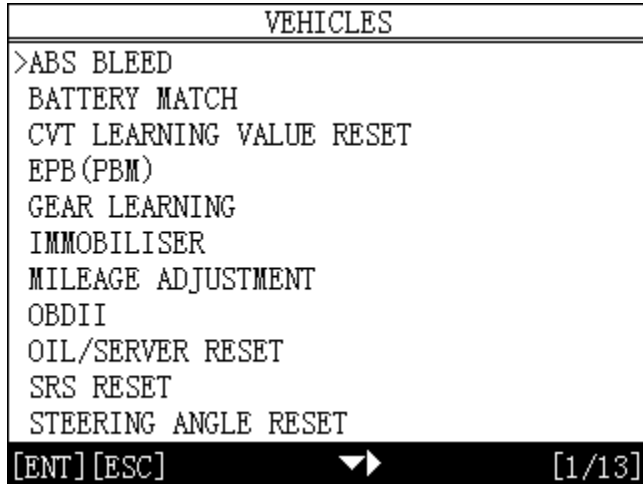 VEHICLES
>ABS BLEED
BATTERY MATCH
CVT LEARNING VALUE RESET
EPB(PBM)
GEAR LEARNING
IMMOBILISER
MILEAGE ADJUSTMENT
OBDII
OIL/SERVER RESET
SRS RESET
STEERING ANGLE RESET
[ENT][ESC] [1/13]